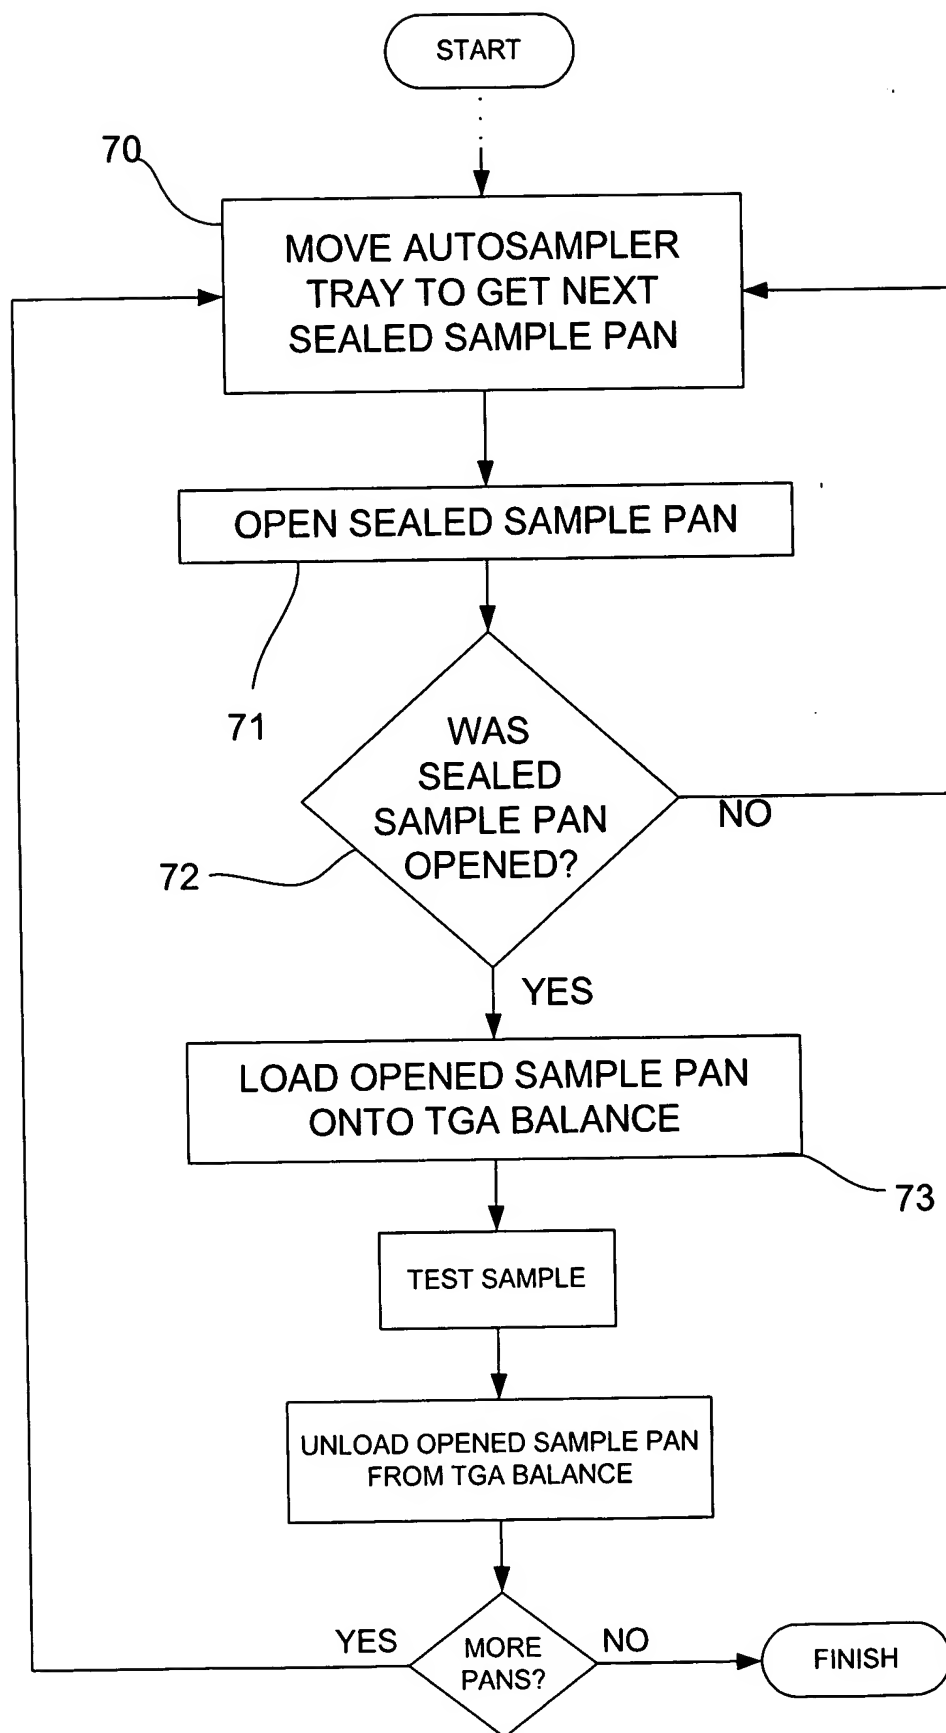 START
70
MOVE AUTOSAMPLER
TRAY TO GET NEXT
SEALED SAMPLE PAN
OPEN SEALED SAMPLE PAN
71
WAS
SEALED
SAMPLE PAN
OPENED?
NO
72
YES
LOAD OPENED SAMPLE PAN
ONTO TGA BALANCE
73
TEST SAMPLE
UNLOAD OPENED SAMPLE PAN
FROM TGA BALANCE
YES
MORE
PANS?
NO
FINISH